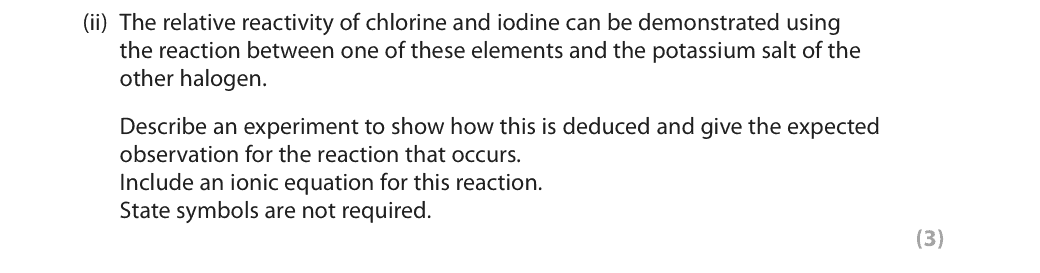 (ii) The relative reactivity of chlorine and iodine can be demonstrated using
the reaction between one of these elements and the potassium salt of the
other halogen.
Describe an experiment to show how this is deduced and give the expected
observation for the reaction that occurs.
Include an ionic equation for this reaction.
State symbols are not required.
(3)